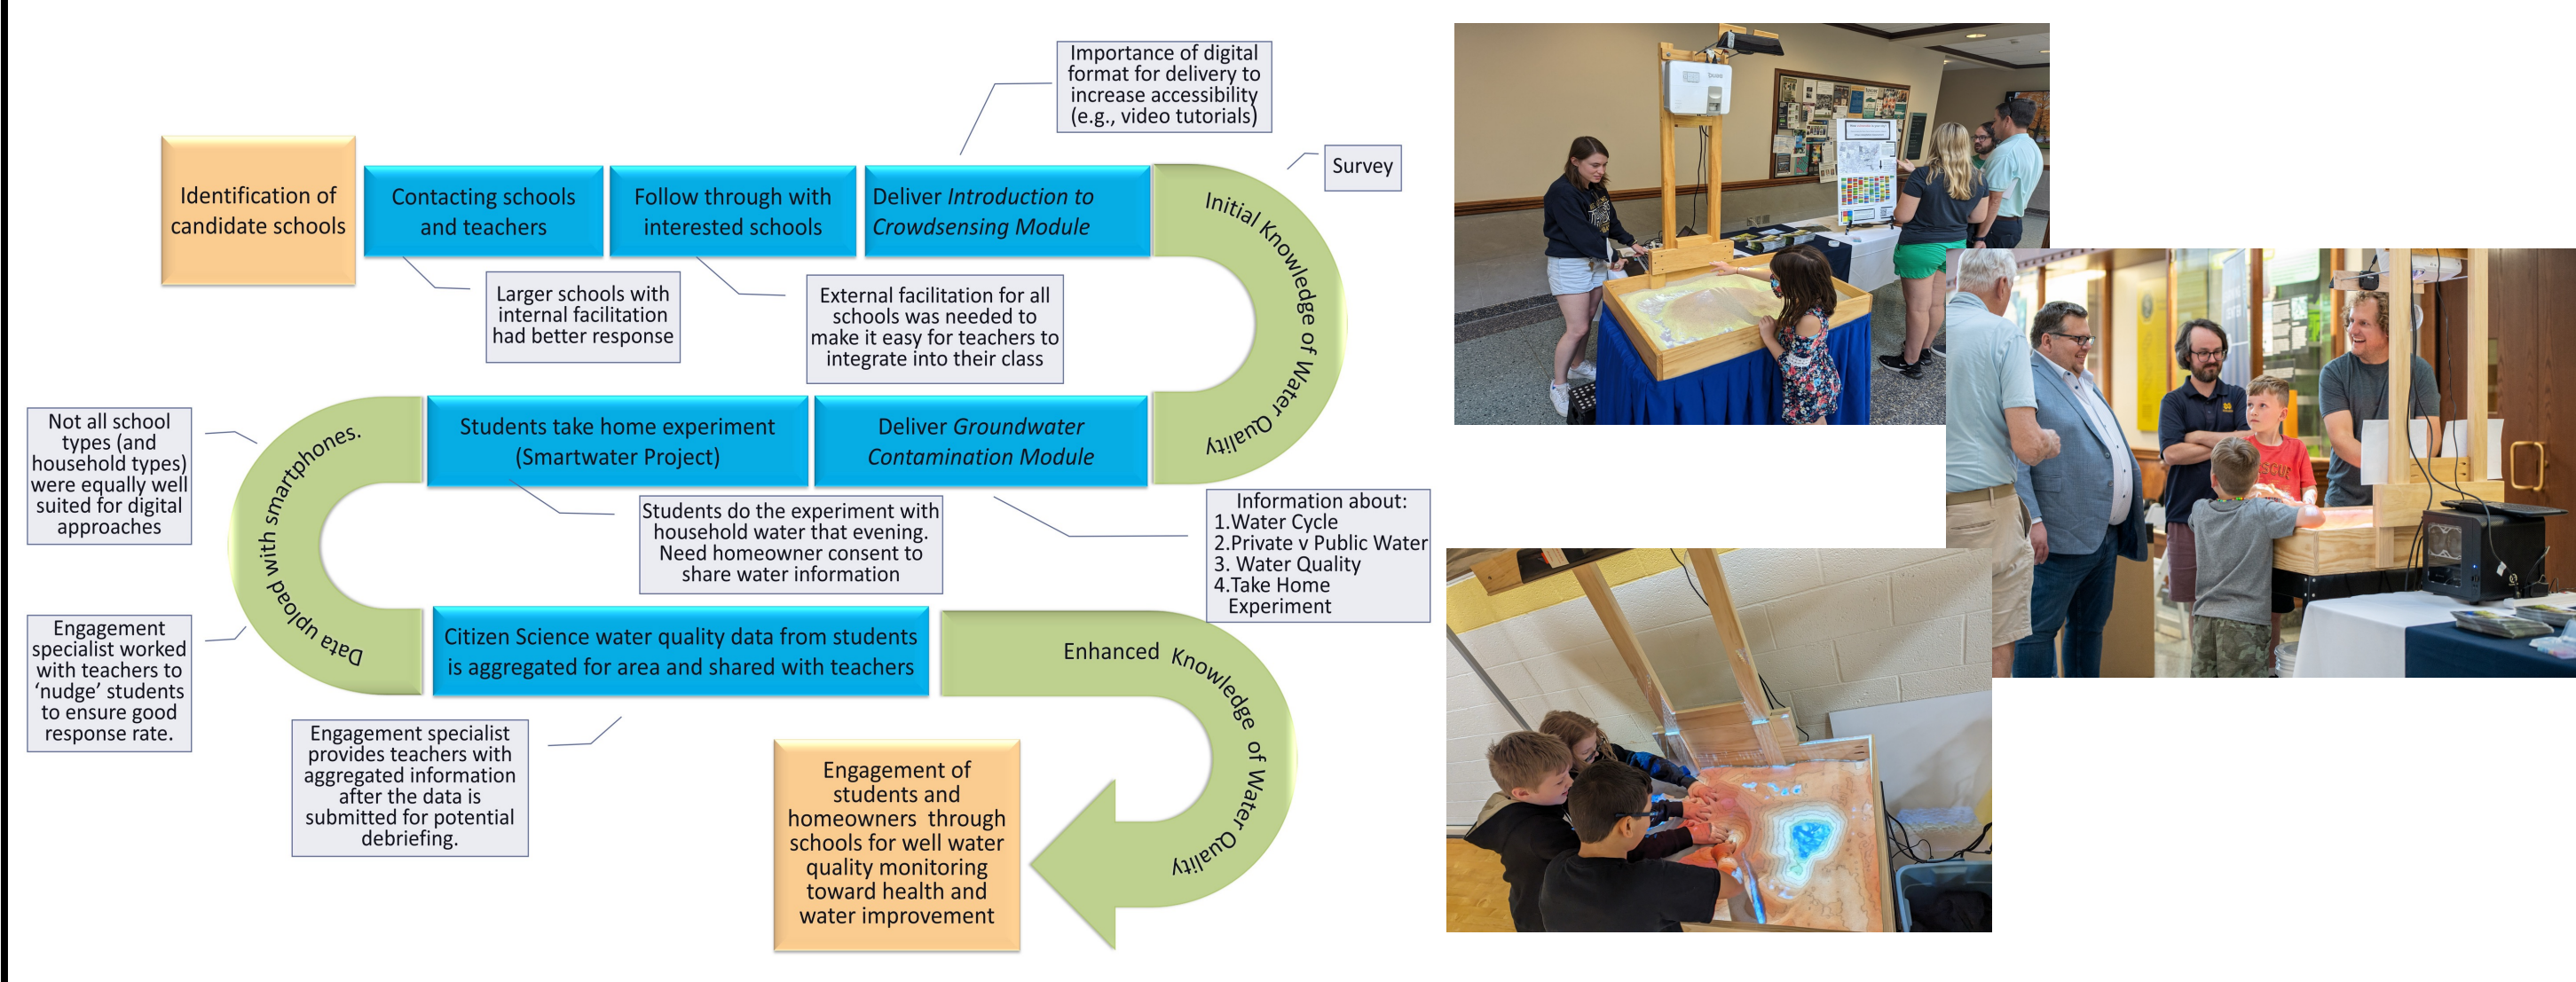 Importance of digital
format for delivery to
increase accessibility
(e.g., video tutorials)
Survey
Identification of
candidate schools
Contacting schools
and teachers
Follow through with
interested schools
Deliver Introduction to
Crowdsensing Module
Initial Knowledge of Water Quality
Larger schools with
internal facilitation
had better response
External facilitation for all
schools was needed to
make it easy for teachers to
integrate into their class
Deliver Groundwater
Contamination Module
Information about:
1.Water Cycle
2.Private v Public Water
3. Water Quality
4.Take Home
Experiment
Students take home experiment
(Smartwater Project)
Students do the experiment with
household water that evening.
Need homeowner consent to
share water information
Data upload with smartphones.
Not all school
types (and
household types)
were equally well
suited for digital
approaches
Engagement
specialist worked
with teachers to
‘nudge’ students
to ensure good
response rate.
Citizen Science water quality data from students
is aggregated for area and shared with teachers
Engagement specialist
provides teachers with
aggregated information
after the data is
submitted for potential
debriefing.
Enhanced Knowledge of Water Quality
Engagement of
students and
homeowners through
schools for well water
quality monitoring
toward health and
water improvement